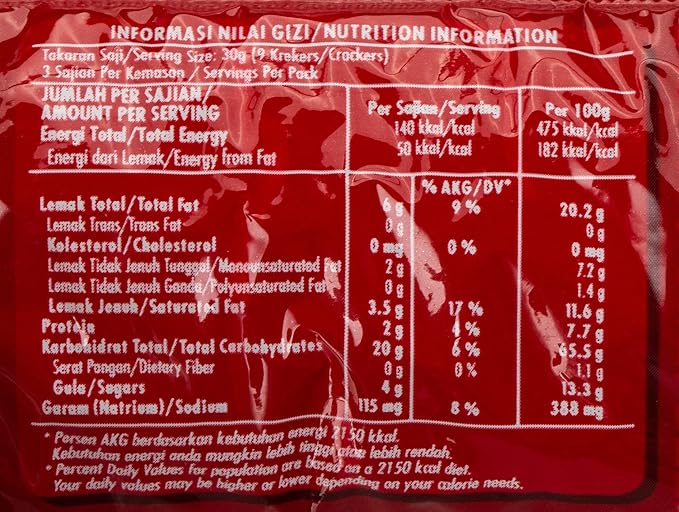 INFORMASI NILAI GIZI/NUTRITION INFORMATION
Takaran Saji/Serving Size: 30g (9 Krekers/Crackers)
3 Sajian Per Kemasan / Servings Per Pack
JUMLAH PER SAJIAN/
AMOUNT PER SERVING Per Sajian/Serving Per 100g
Energi Total/Total Energy 140 kkal/kcal 475 kkal/kcal
Energi dari Lemak/Energy from Fat 50 kkal/kcal 182 kkal/kcal
% AKG/DV*
Lemak Total/Total Fat 6 g 9 % 20.2 g
Lemak Trans/Trans Fat 0 g 0 g
Kolesterol/Cholesterol 0 mg 0 % 0 mg
Lemak Tidak Jenuh Tunggal/Monounsaturated Fat 2 g 7.2 g
Lemak Tidak Jenuh Ganda/Polyunsaturated Fat 0 g 1.4 g
Lemak Jenuh/Saturated Fat 3.5 g 17 % 11.6 g
Protein 2 g 4 % 7.7 g
Karbohidrat Total/Total Carbohydrates 20 g 6 % 65.5 g
Serat Pangan/Dietary Fiber 0 g 0 % 1.1 g
Gula/Sugars 4 g 13.3 g
Garam (Natrium)/Sodium 115 mg 8 % 388 mg
* Persen AKG berdasarkan kebutuhan energi 2150 kkal.
Kebutuhan energi anda mungkin lebih tinggi atau lebih rendah.
* Percent Daily Values for population are based on a 2150 kcal diet.
Your daily values may be higher or lower depending on your calorie needs.